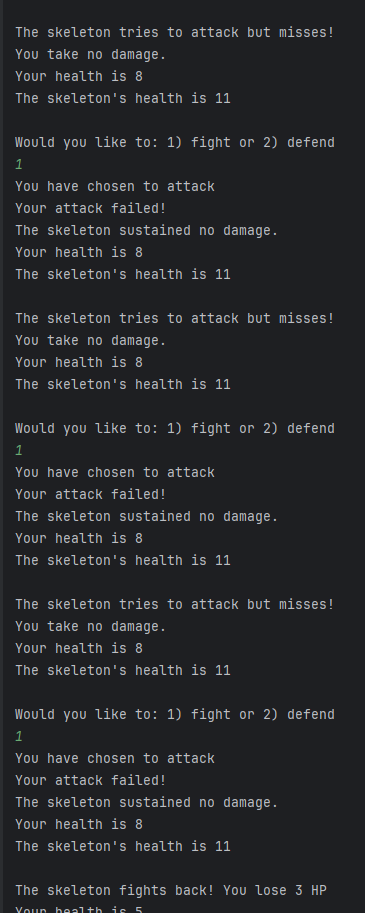 The skeleton tries to attack but misses!
You take no damage.
Your health is 8
The skeleton's health is 11
Would you like to: 1) fight or 2) defend
1
You have chosen to attack
Your attack failed!
The skeleton sustained no damage.
Your health is 8
The skeleton's health is 11
The skeleton tries to attack but misses!
You take no damage.
Your health is 8
The skeleton's health is 11
Would you like to: 1) fight or 2) defend
1
You have chosen to attack
Your attack failed!
The skeleton sustained no damage.
Your health is 8
The skeleton's health is 11
The skeleton tries to attack but misses!
You take no damage.
Your health is 8
The skeleton's health is 11
Would you like to: 1) fight or 2) defend
1
You have chosen to attack
Your attack failed!
The skeleton sustained no damage.
Your health is 8
The skeleton's health is 11
The skeleton fights back! You lose 3 HP
Your health is 5